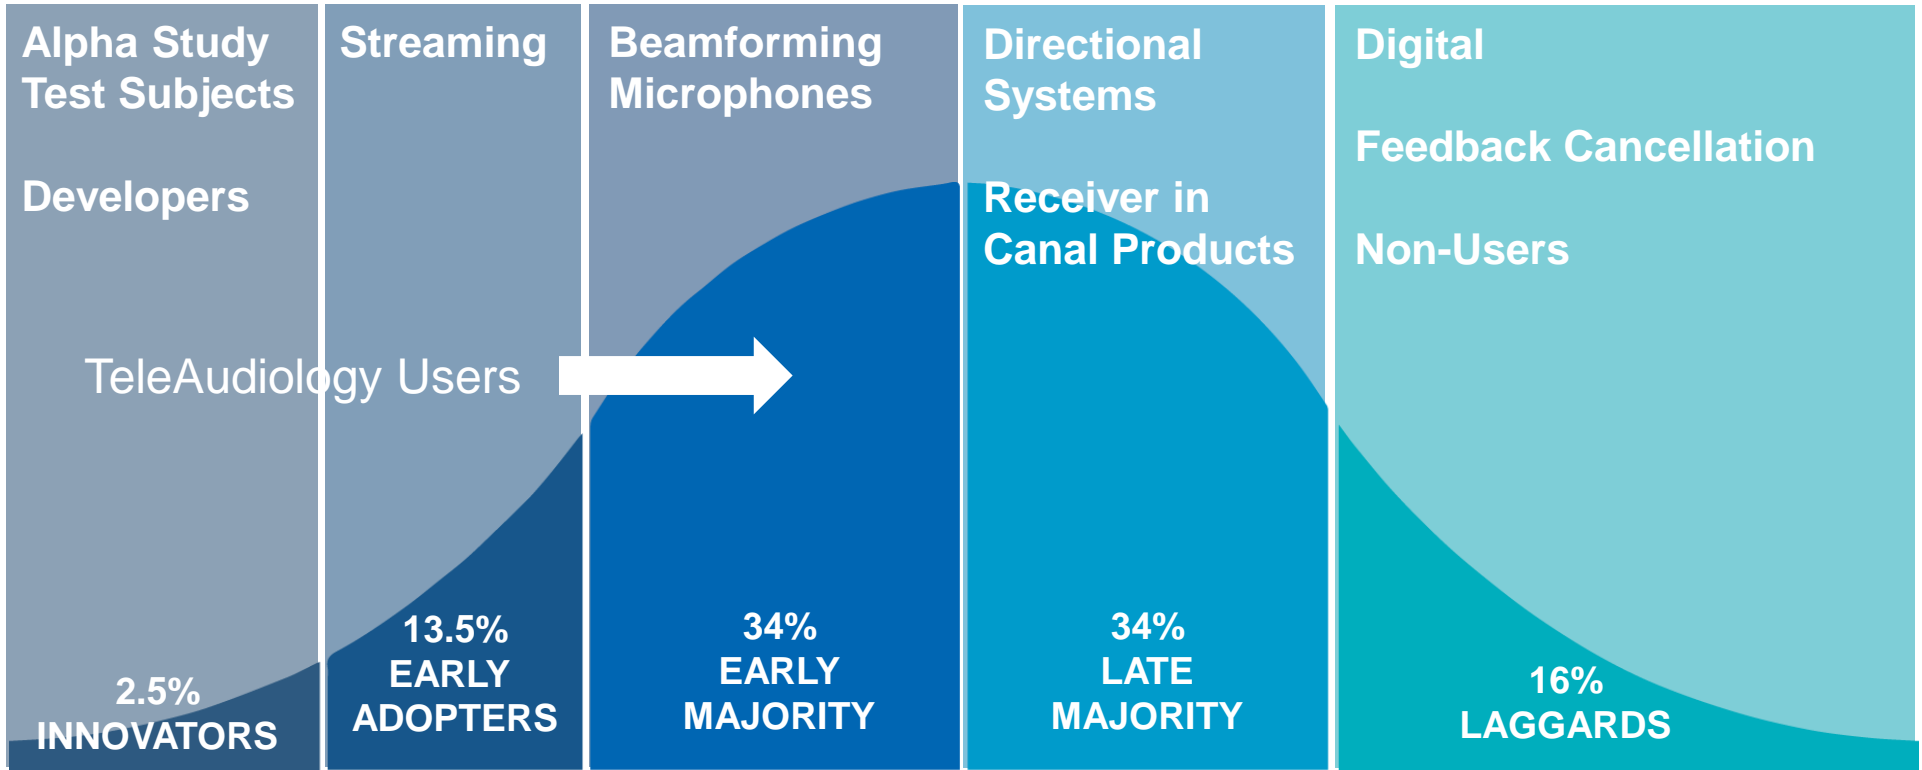 Alpha Study
Test Subjects
Developers
Streaming
Beamforming
Microphones
Directional
Systems
Receiver in
Canal Products
Digital
Feedback Cancellation
Non-Users
TeleAudiology Users
2.5%
INNOVATORS
13.5%
EARLY
ADOPTERS
34%
EARLY
MAJORITY
34%
LATE
MAJORITY
16%
LAGGARDS